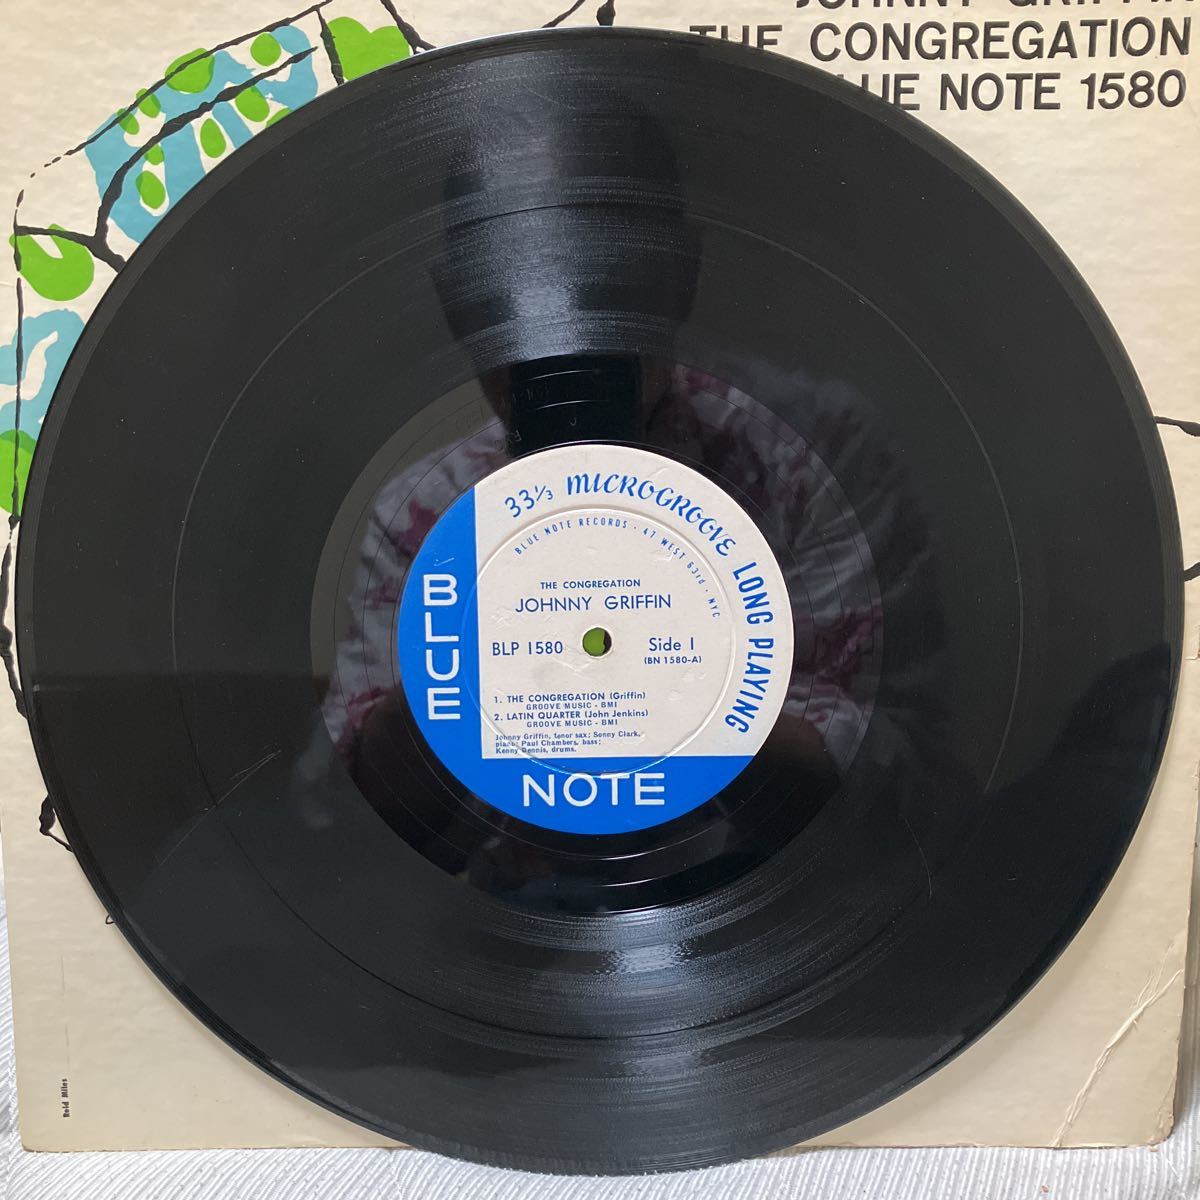 JOHNNY GRIFFIN
THE CONGREGATION
BLUE NOTE 1580
33 1/3 MICROGROOVE LONG PLAYING
BLUE NOTE RECORDS · 47 WEST 63rd · NYC
THE CONGREGATION
JOHNNY GRIFFIN
BLP 1580
Side 1
(BN 1580-A)
1. THE CONGREGATION (Griffin)
GROOVE MUSIC - BMI
2. LATIN QUARTER (John Jenkins)
GROOVE MUSIC - BMI
Johnny Griffin, tenor sax; Sonny Clark,
piano; Paul Chambers, bass;
Kenny Dennis, drums.
BLUE
NOTE
Reid Miles